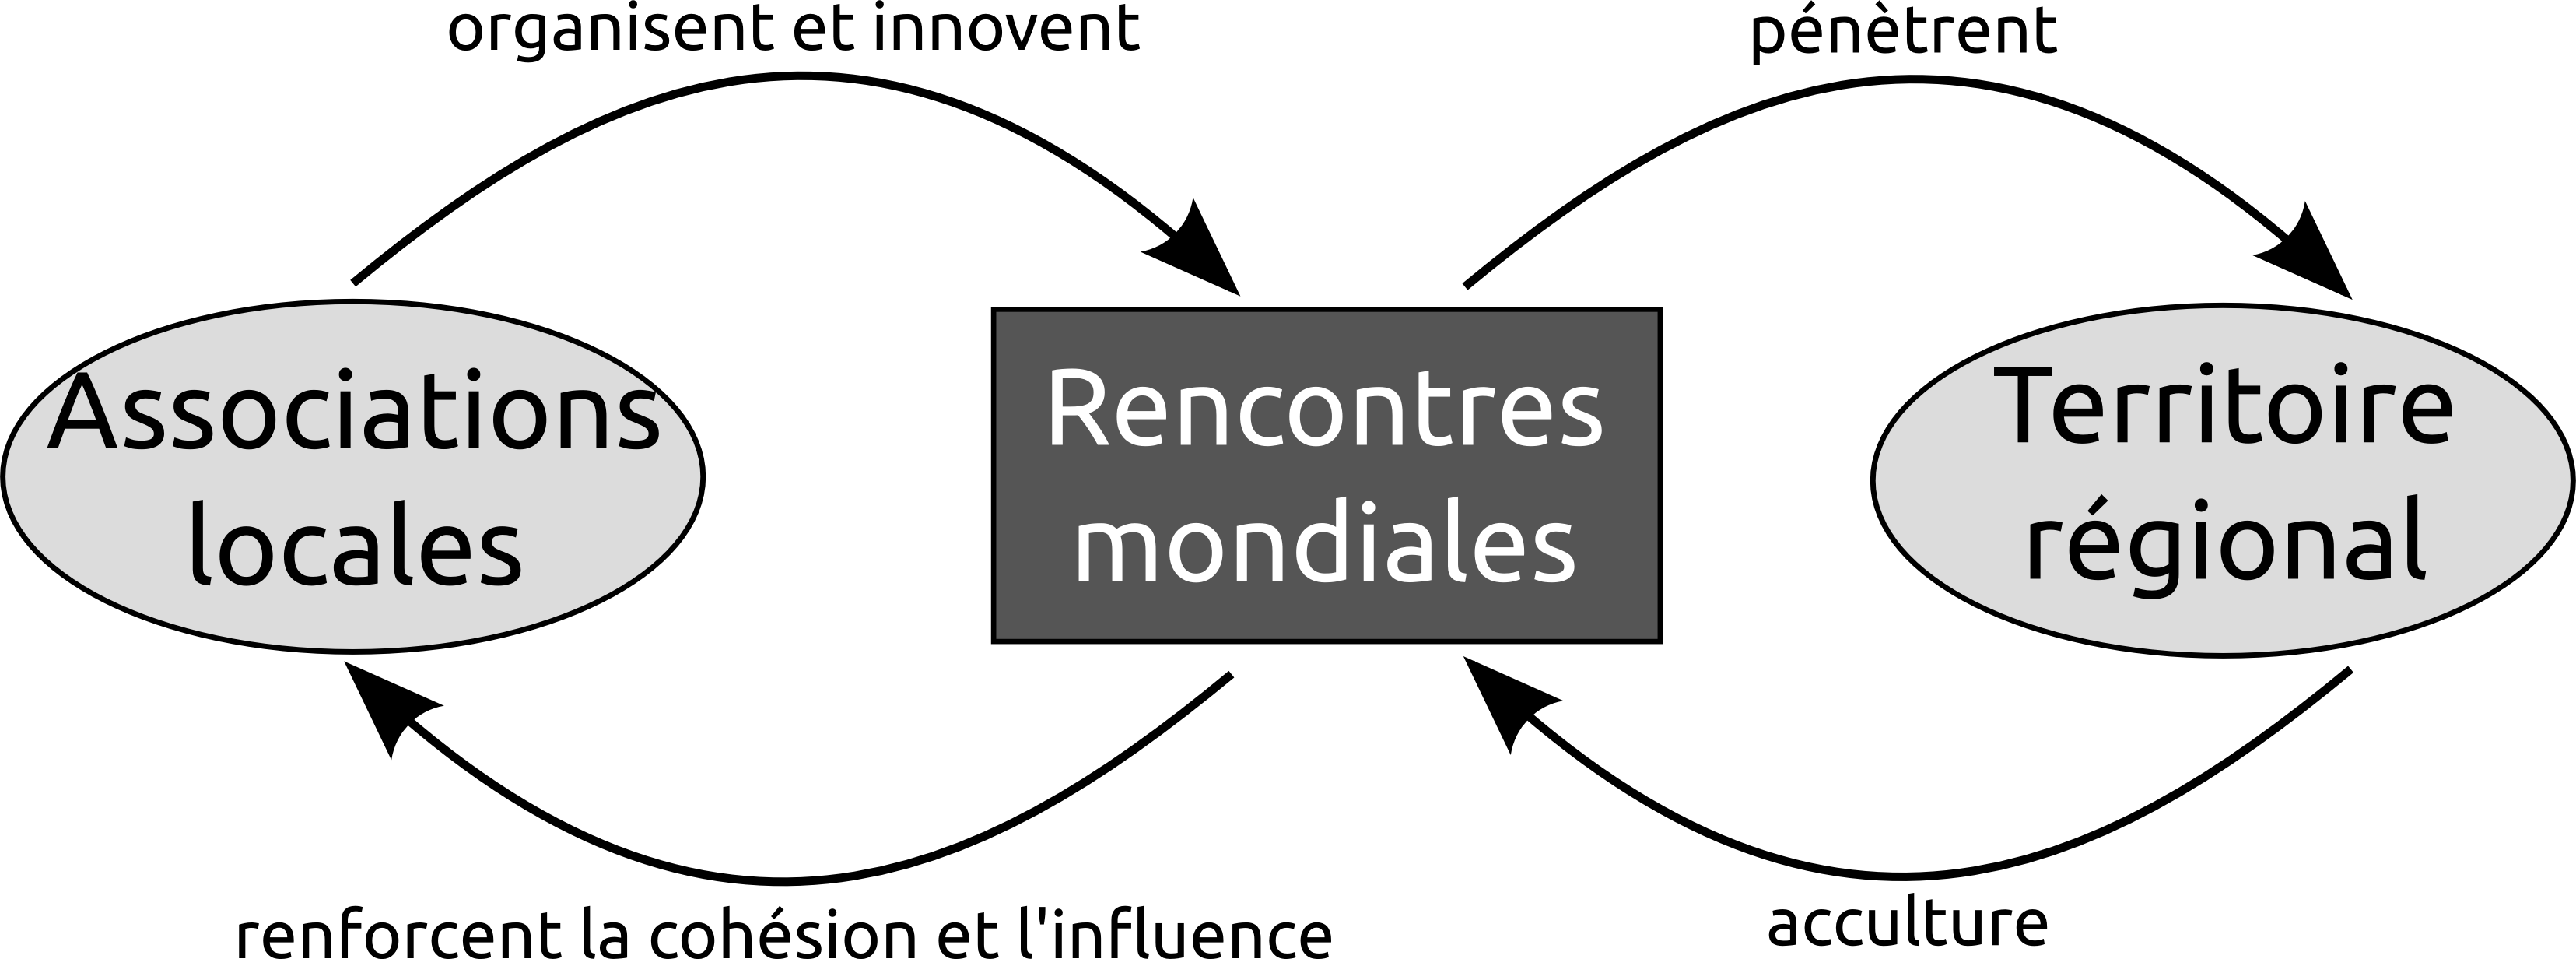 organisent et innovent
pénètrent
Associations
locales
Rencontres
mondiales
Territoire
régional
renforcent la cohésion et l'influence
acculture